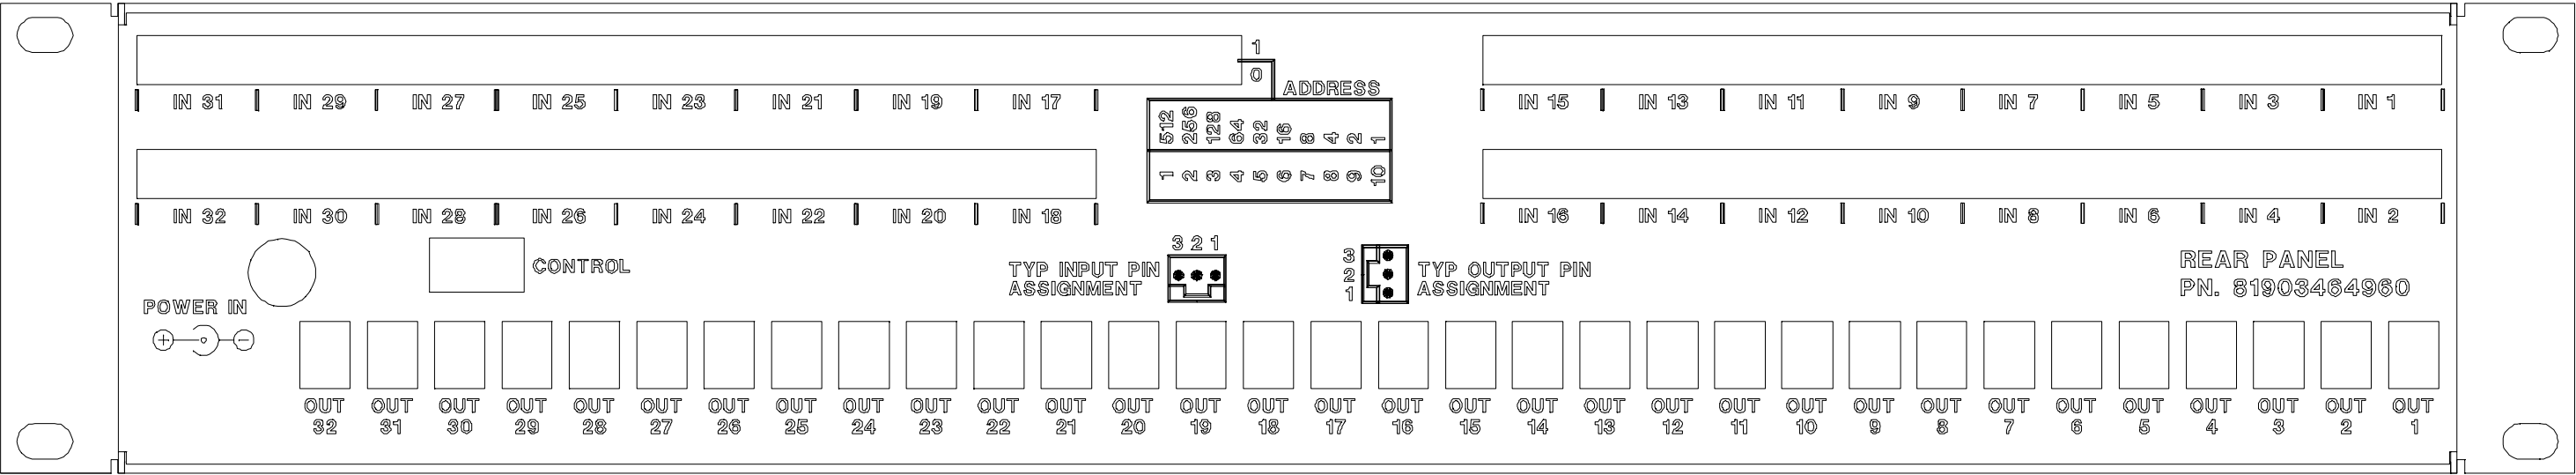 1
0
ADDRESS
IN 31 IN 29 IN 27 IN 25 IN 23 IN 21 IN 19 IN 17 IN 15 IN 13 IN 11 IN 9 IN 7 IN 5 IN 3 IN 1
512 256 128 64 32 16 8 4 2 1
1 2 3 4 5 6 7 8 9 10
IN 32 IN 30 IN 28 IN 26 IN 24 IN 22 IN 20 IN 18 IN 16 IN 14 IN 12 IN 10 IN 8 IN 6 IN 4 IN 2
CONTROL
3 2 1
TYP INPUT PIN
ASSIGNMENT
3
2
1
TYP OUTPUT PIN
ASSIGNMENT
REAR PANEL
PN. 81903464960
POWER IN
+ −
OUT OUT OUT OUT OUT OUT OUT OUT OUT OUT OUT OUT OUT OUT OUT OUT OUT OUT OUT OUT OUT OUT OUT OUT OUT OUT OUT OUT OUT OUT OUT OUT
32 31 30 29 28 27 26 25 24 23 22 21 20 19 18 17 16 15 14 13 12 11 10 9 8 7 6 5 4 3 2 1